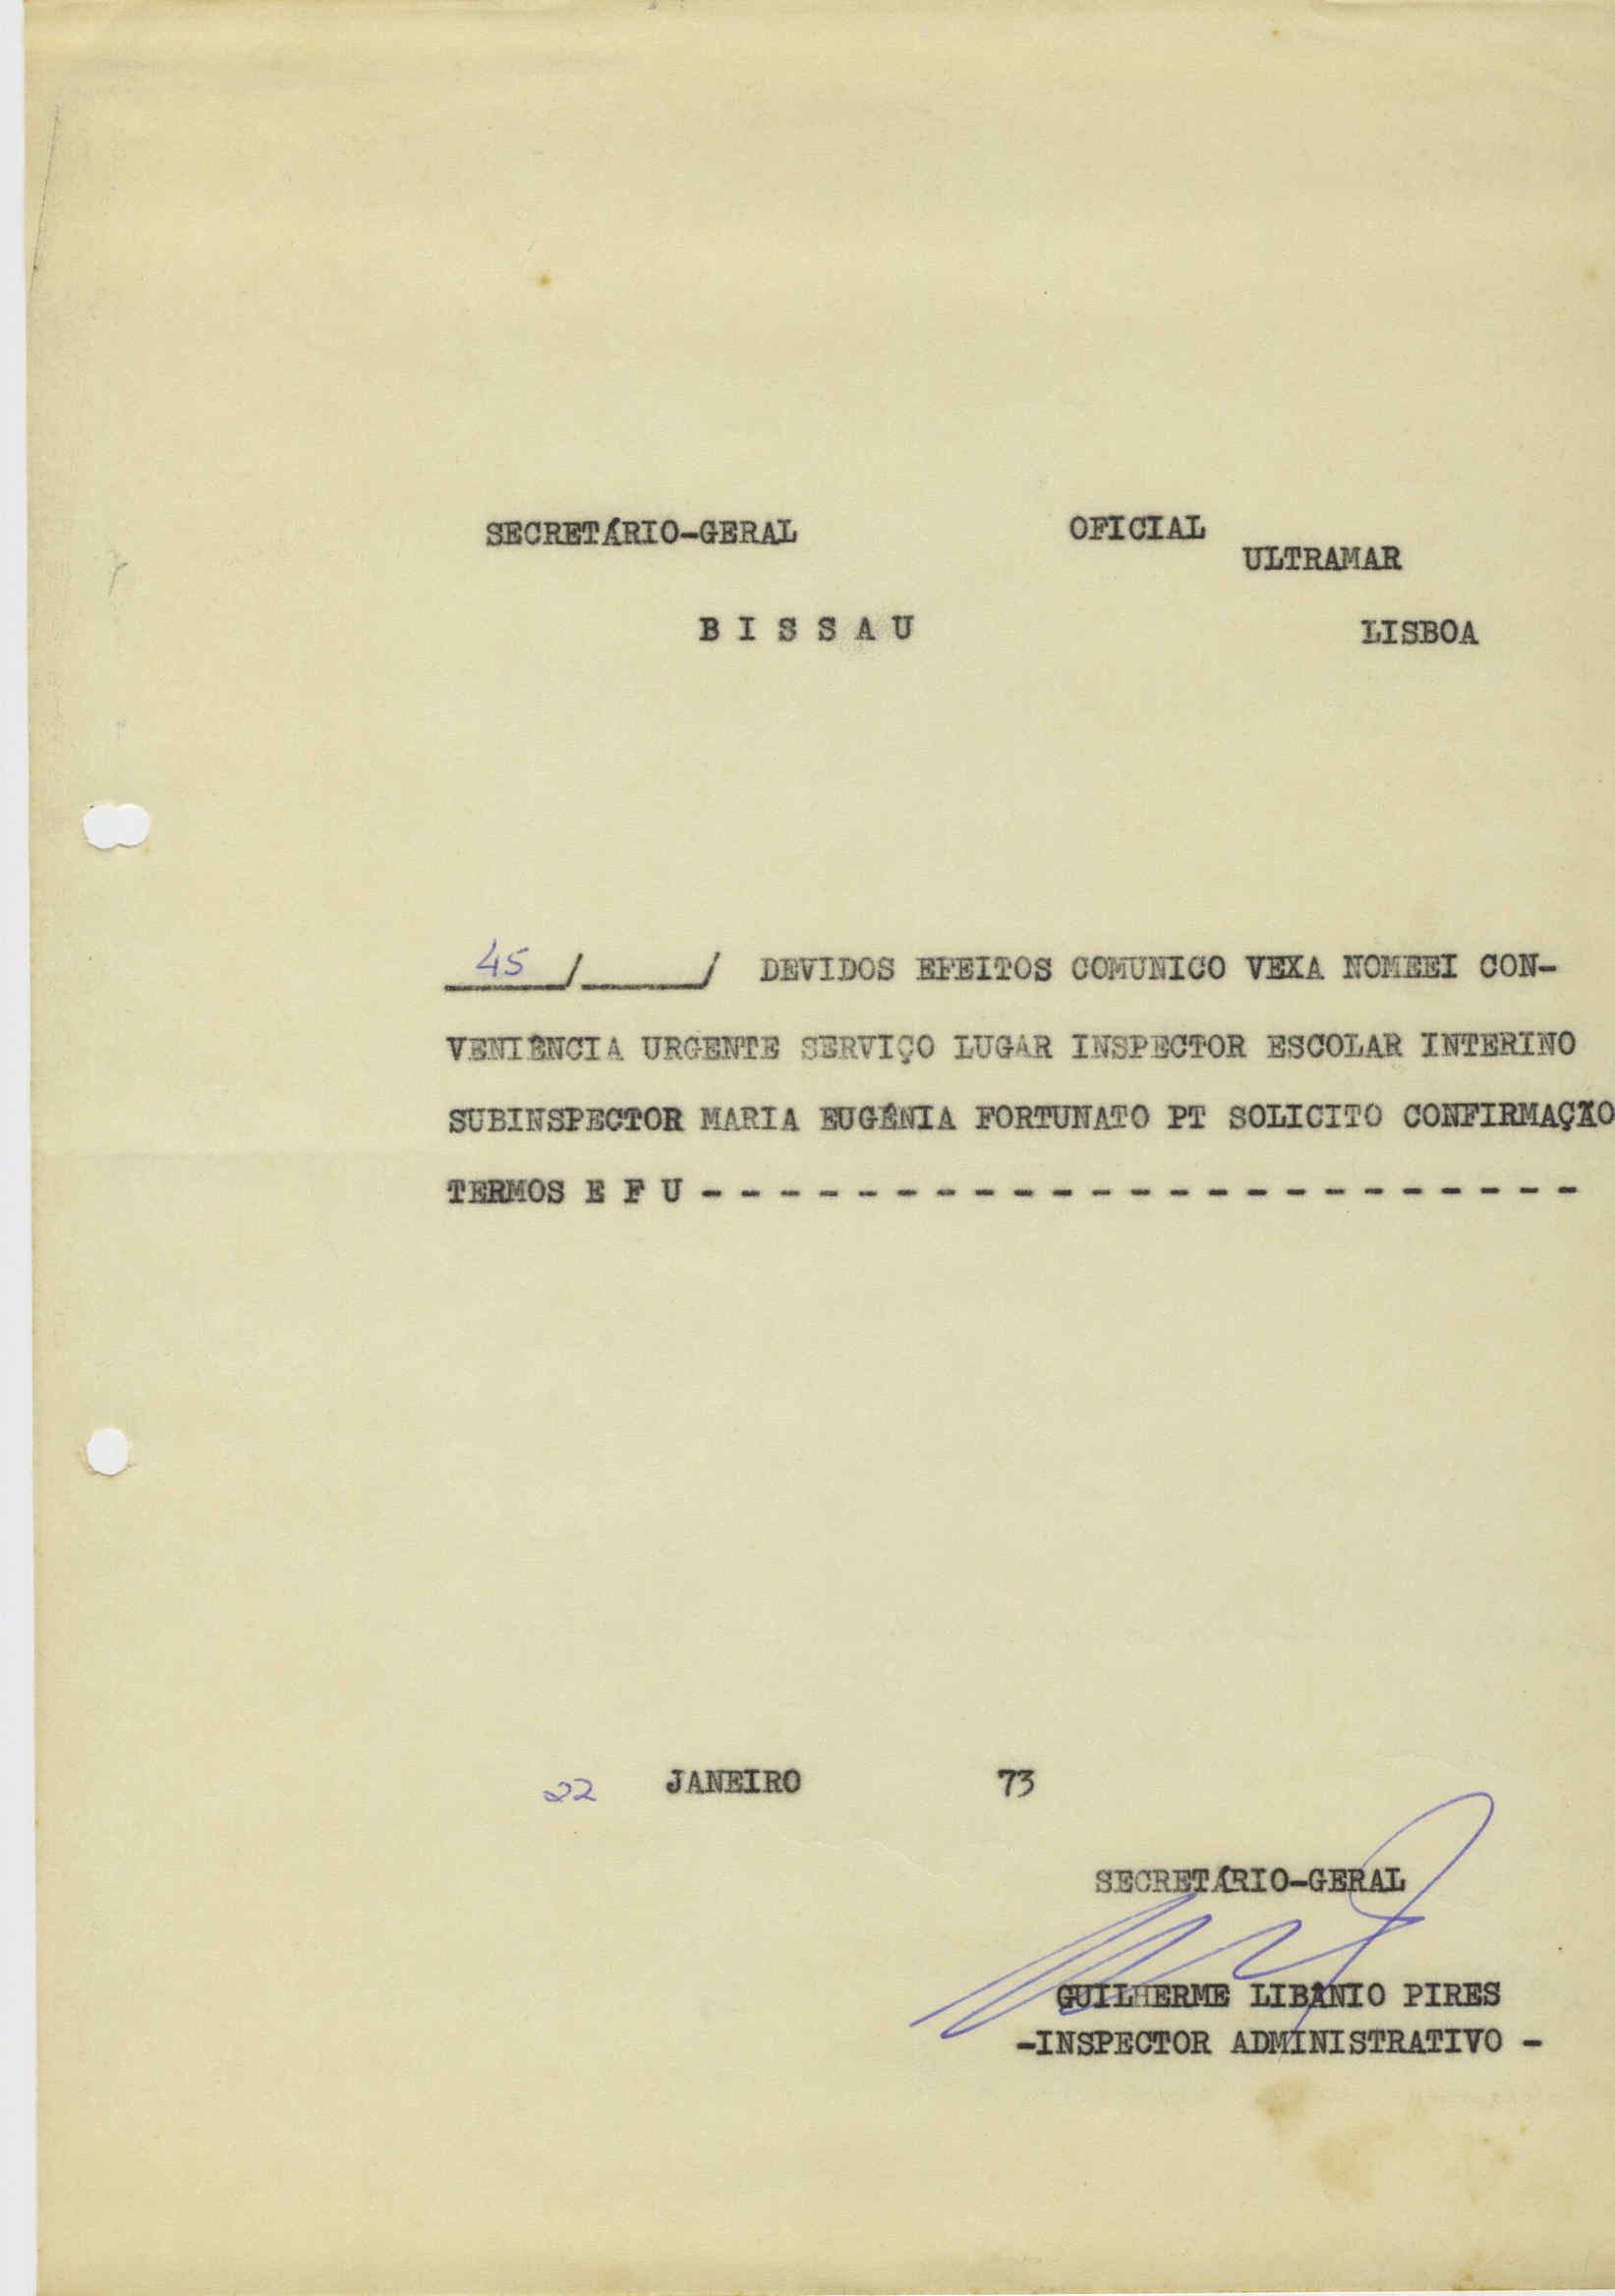 SECRETÁRIO-GERAL OFICIAL
ULTRAMAR
B I S S A U LISBOA
45 /____/ DEVIDOS EFEITOS COMUNICO VEXA NOMEEI CON-
VENIÊNCIA URGENTE SERVIÇO LUGAR INSPECTOR ESCOLAR INTERINO
SUBINSPECTOR MARIA EUGÉNIA FORTUNATO PT SOLICITO CONFIRMAÇÃO
TERMOS E F U - - - - - - - - - - - - - - - - - - - - - - -
22 JANEIRO 73
SECRETÁRIO-GERAL
GUILHERME LIBÂNIO PIRES
-INSPECTOR ADMINISTRATIVO -